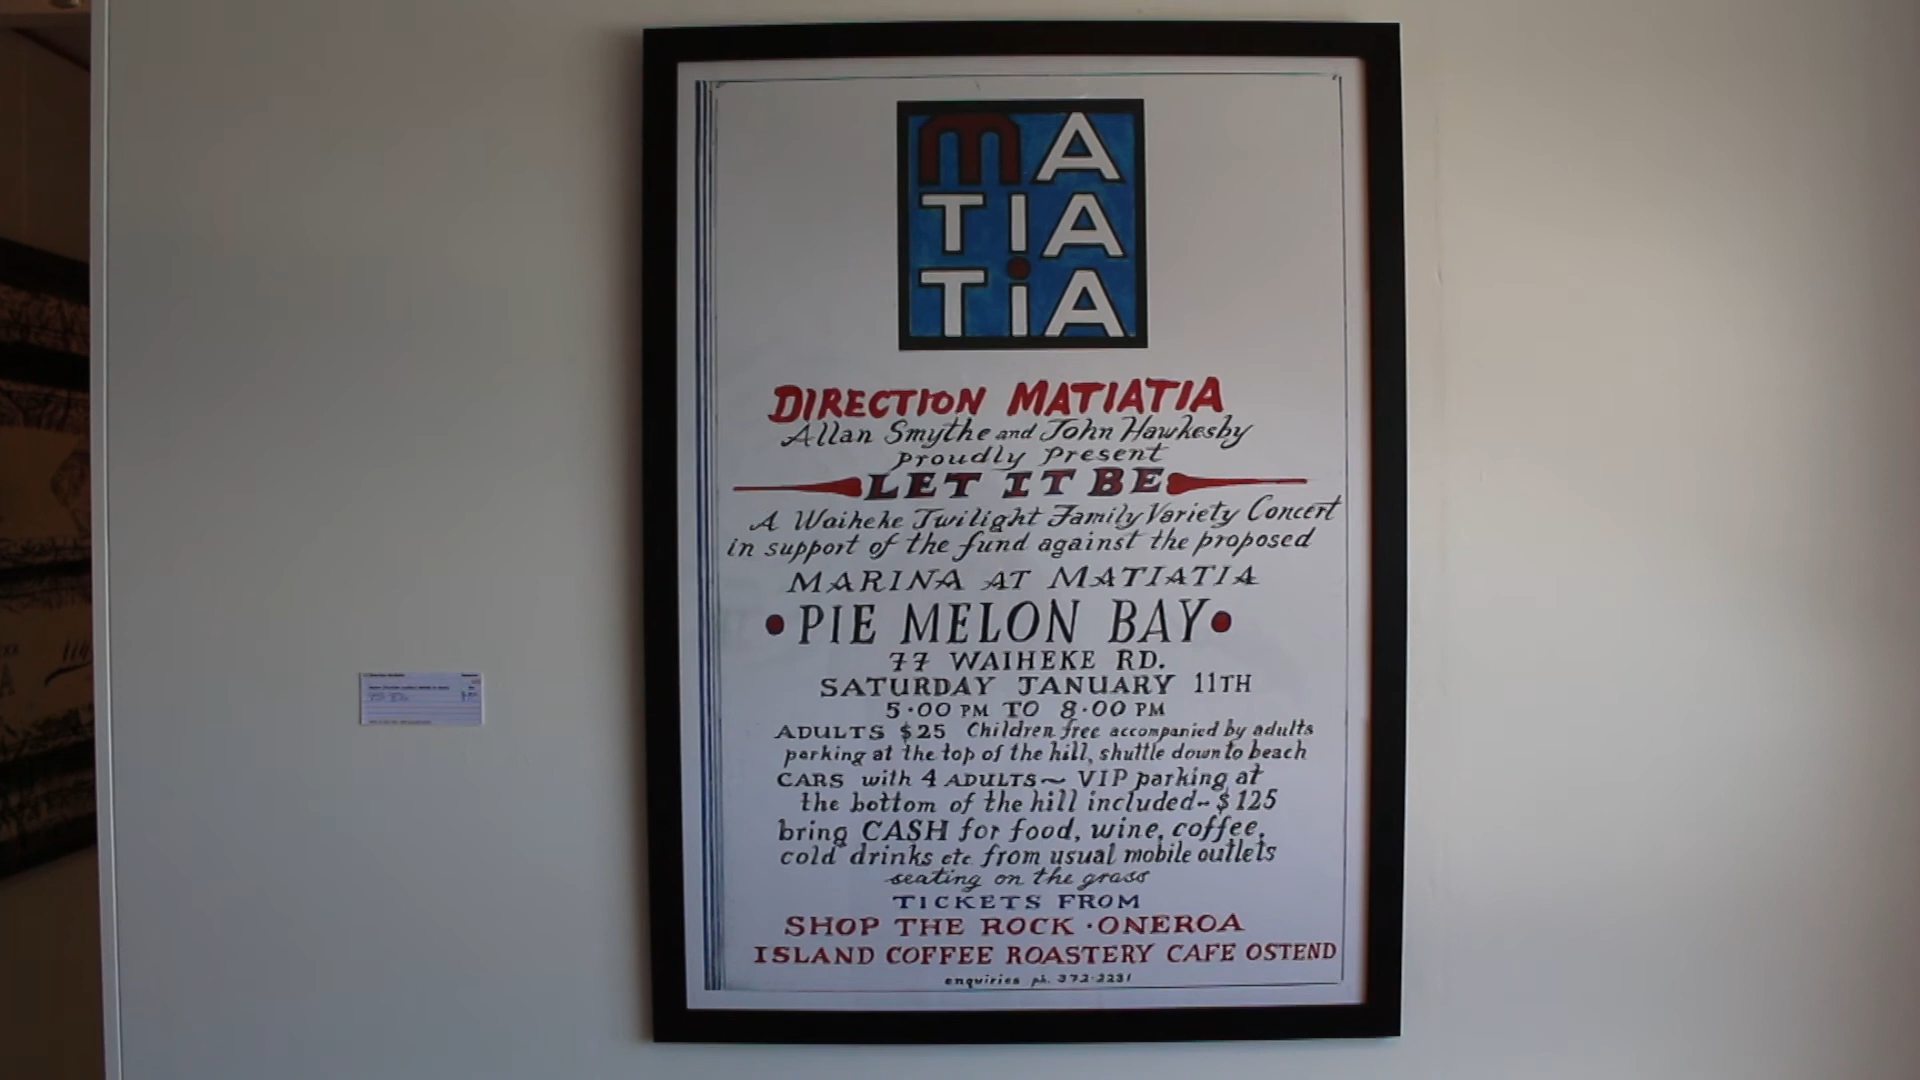 MA
TIA
TiA
DIRECTION MATIATIA
Allan Smythe and John Hawkesby
proudly present
LET IT BE
A Waiheke Twilight Family Variety Concert
in support of the fund against the proposed
MARINA AT MATIATIA
• PIE MELON BAY •
77 WAIHEKE RD.
SATURDAY JANUARY 11TH
5·00 PM TO 8·00 PM
ADULTS $25 Children free accompanied by adults
parking at the top of the hill, shuttle down to beach
CARS with 4 ADULTS~ VIP parking at
the bottom of the hill included~ $125
bring CASH for food, wine, coffee,
cold drinks etc from usual mobile outlets
seating on the grass
TICKETS FROM
SHOP THE ROCK · ONEROA
ISLAND COFFEE ROASTERY CAFE OSTEND
enquiries ph. 372-2231